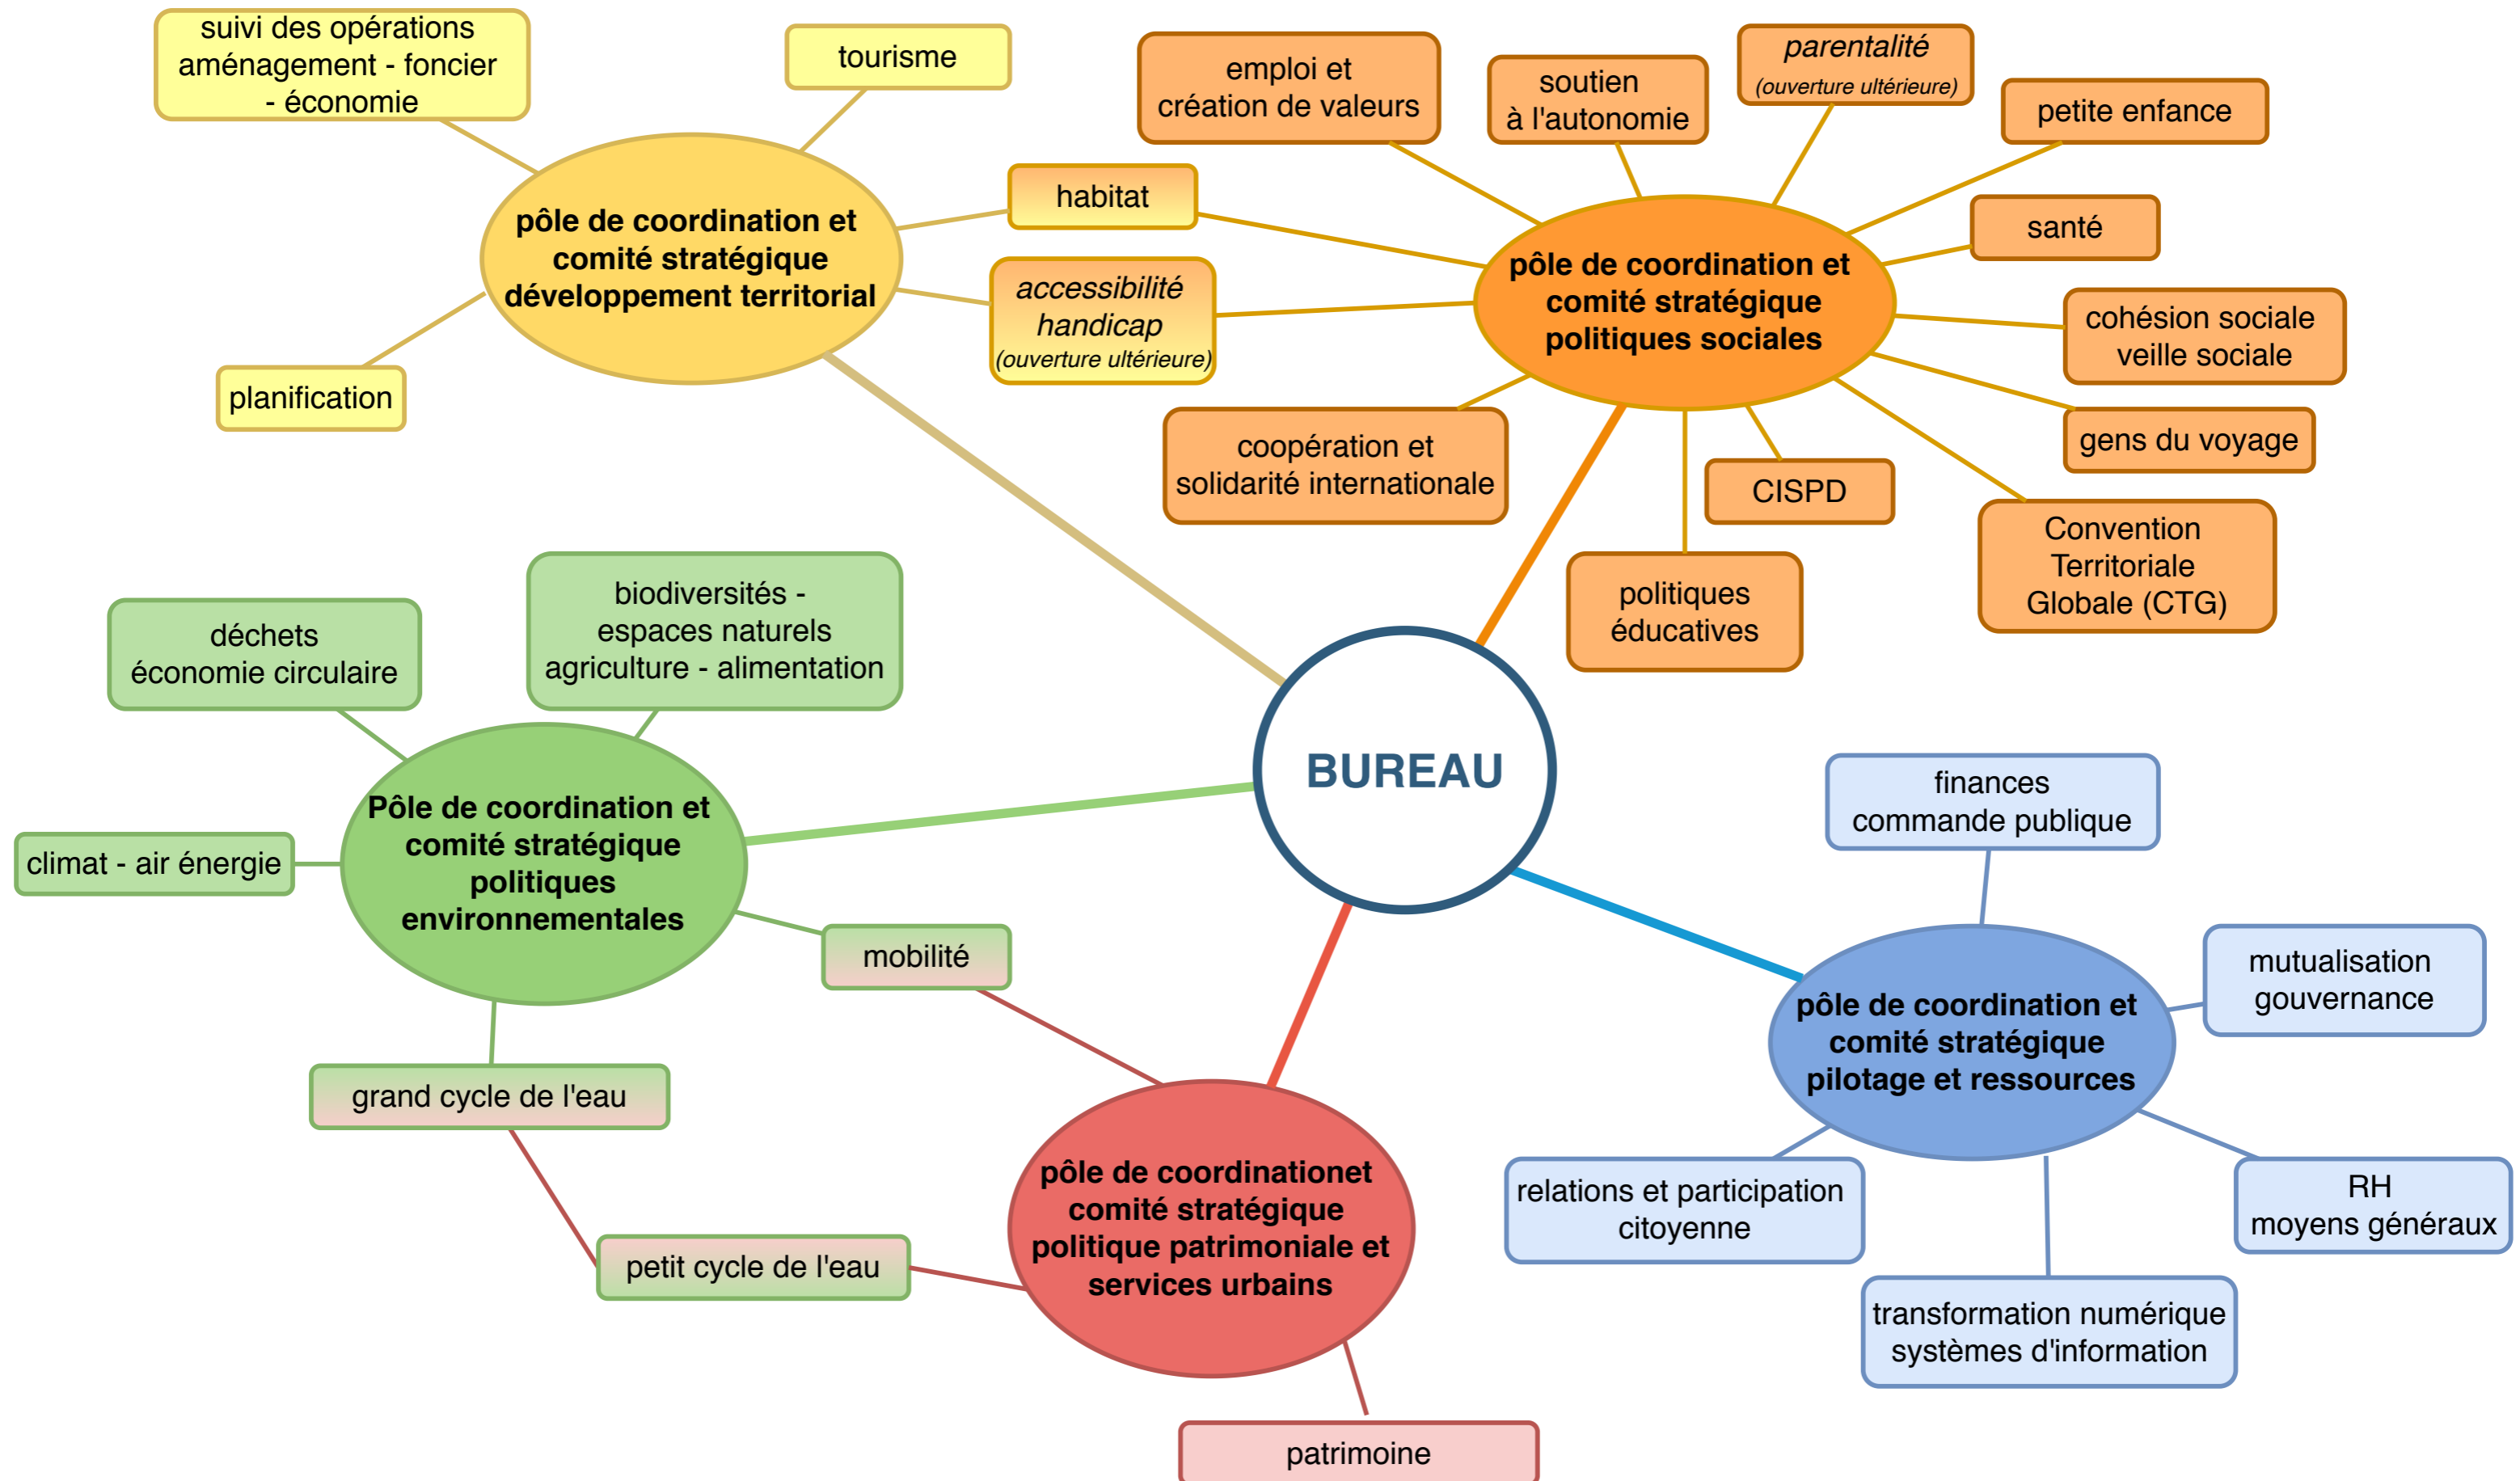 suivi des opérations
aménagement - foncier
- économie
tourisme
pôle de coordination et
comité stratégique
développement territorial
planification
habitat
accessibilité
handicap
(ouverture ultérieure)
emploi et
création de valeurs
soutien
à l'autonomie
parentalité
(ouverture ultérieure)
petite enfance
santé
pôle de coordination et
comité stratégique
politiques sociales
cohésion sociale
veille sociale
gens du voyage
Convention
Territoriale
Globale (CTG)
CISPD
politiques
éducatives
coopération et
solidarité internationale
BUREAU
déchets
économie circulaire
biodiversités -
espaces naturels
agriculture - alimentation
Pôle de coordination et
comité stratégique
politiques
environnementales
climat - air énergie
mobilité
grand cycle de l'eau
petit cycle de l'eau
pôle de coordinationet
comité stratégique
politique patrimoniale et
services urbains
patrimoine
finances
commande publique
mutualisation
gouvernance
pôle de coordination et
comité stratégique
pilotage et ressources
relations et participation
citoyenne
RH
moyens généraux
transformation numérique
systèmes d'information